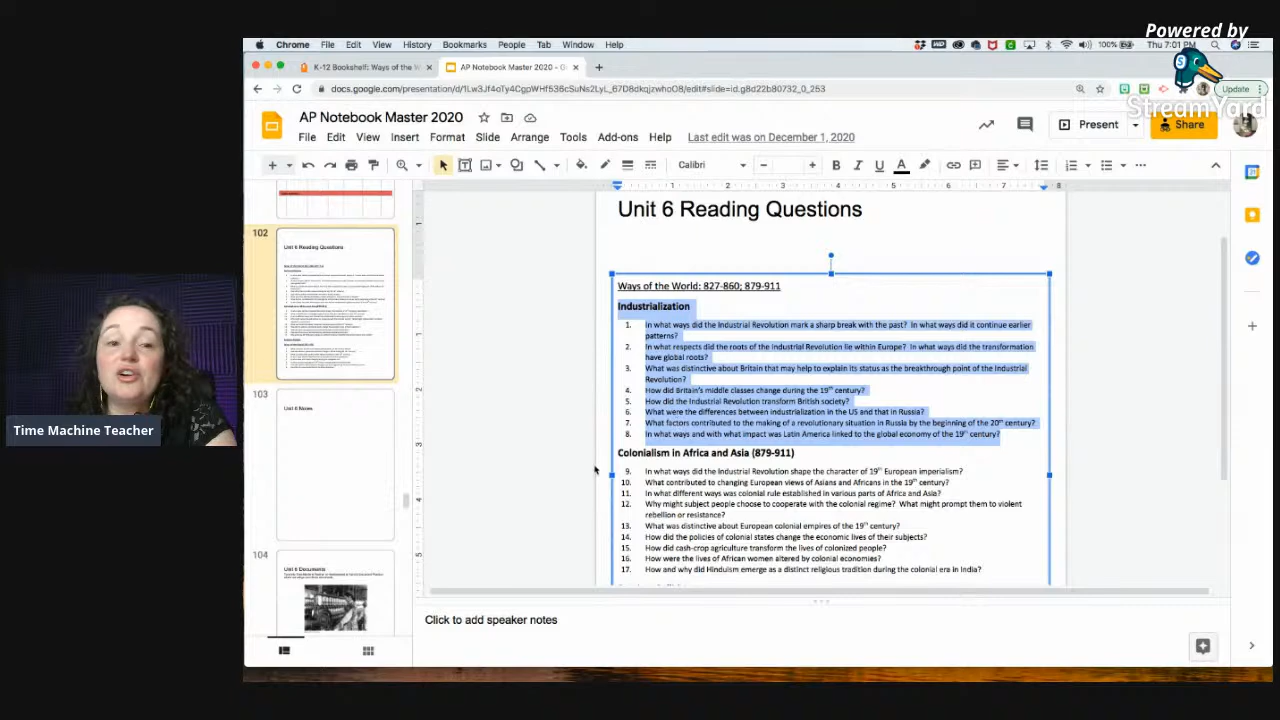 Powered by
StreamYard
Time Machine Teacher
Chrome File Edit View History Bookmarks People Tab Window Help
100% Thu 7:01 PM
K-12 Bookshelf: Ways of the W
AP Notebook Master 2020 - G
Update
AP Notebook Master 2020
File Edit View Insert Format Slide Arrange Tools Add-ons Help Last edit was on December 1, 2020
Present
Share
Calibri
102
Unit 6 Reading Questions
103
Unit 6 Notes
104
Unit 6 Documents
Unit 6 Reading Questions
Ways of the World: 827-860; 879-911
Industrialization
1. In what ways did the Industrial Revolution mark a sharp break with the past? In what ways did it continue earlier
patterns?
2. In what respects did the roots of the Industrial Revolution lie within Europe? In what ways did the transformation
have global roots?
3. What was distinctive about Britain that may help to explain its status as the breakthrough point of the Industrial
Revolution?
4. How did Britain's middle classes change during the 19th century?
5. How did the Industrial Revolution transform British society?
6. What were the differences between industrialization in the US and that in Russia?
7. What factors contributed to the making of a revolutionary situation in Russia by the beginning of the 20th century?
8. In what ways and with what impact was Latin America linked to the global economy of the 19th century?
Colonialism in Africa and Asia (879-911)
9. In what ways did the Industrial Revolution shape the character of 19th European imperialism?
10. What contributed to changing European views of Asians and Africans in the 19th century?
11. In what different ways was colonial rule established in various parts of Africa and Asia?
12. Why might subject people choose to cooperate with the colonial regime? What might prompt them to violent
rebellion or resistance?
13. What was distinctive about European colonial empires of the 19th century?
14. How did the policies of colonial states change the economic lives of their subjects?
15. How did cash-crop agriculture transform the lives of colonized people?
16. How were the lives of African women altered by colonial economies?
17. How and why did Hinduism emerge as a distinct religious tradition during the colonial era in India?
Click to add speaker notes